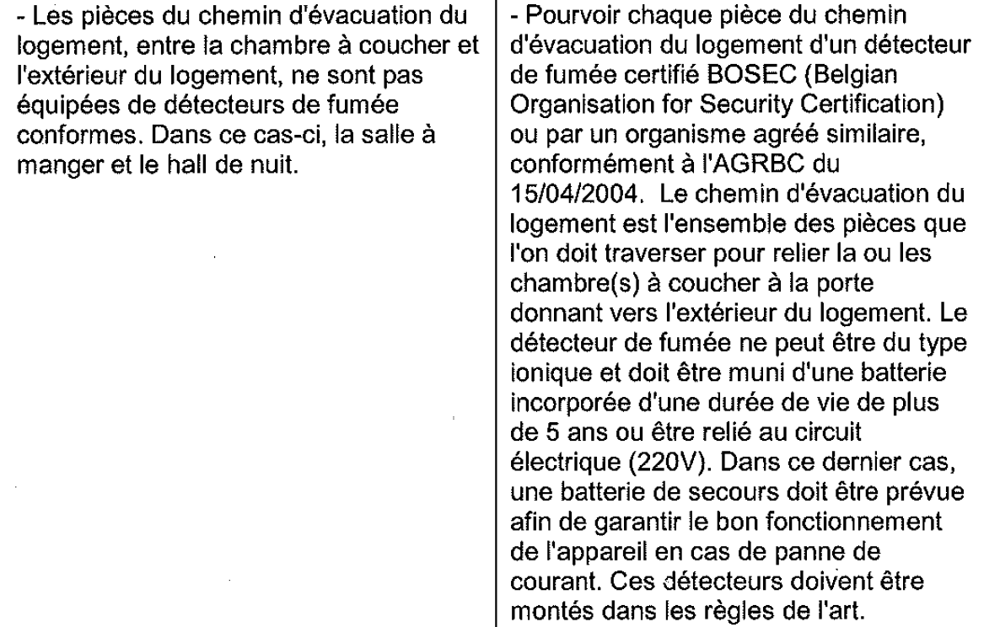 - Les pièces du chemin d'évacuation du
logement, entre la chambre à coucher et
l'extérieur du logement, ne sont pas
équipées de détecteurs de fumée
conformes. Dans ce cas-ci, la salle à
manger et le hall de nuit.
- Pourvoir chaque pièce du chemin
d'évacuation du logement d'un détecteur
de fumée certifié BOSEC (Belgian
Organisation for Security Certification)
ou par un organisme agréé similaire,
conformément à l'AGRBC du
15/04/2004. Le chemin d'évacuation du
logement est l'ensemble des pièces que
l'on doit traverser pour relier la ou les
chambre(s) à coucher à la porte
donnant vers l'extérieur du logement. Le
détecteur de fumée ne peut être du type
ionique et doit être muni d'une batterie
incorporée d'une durée de vie de plus
de 5 ans ou être relié au circuit
électrique (220V). Dans ce dernier cas,
une batterie de secours doit être prévue
afin de garantir le bon fonctionnement
de l'appareil en cas de panne de
courant. Ces détecteurs doivent être
montés dans les règles de l'art.